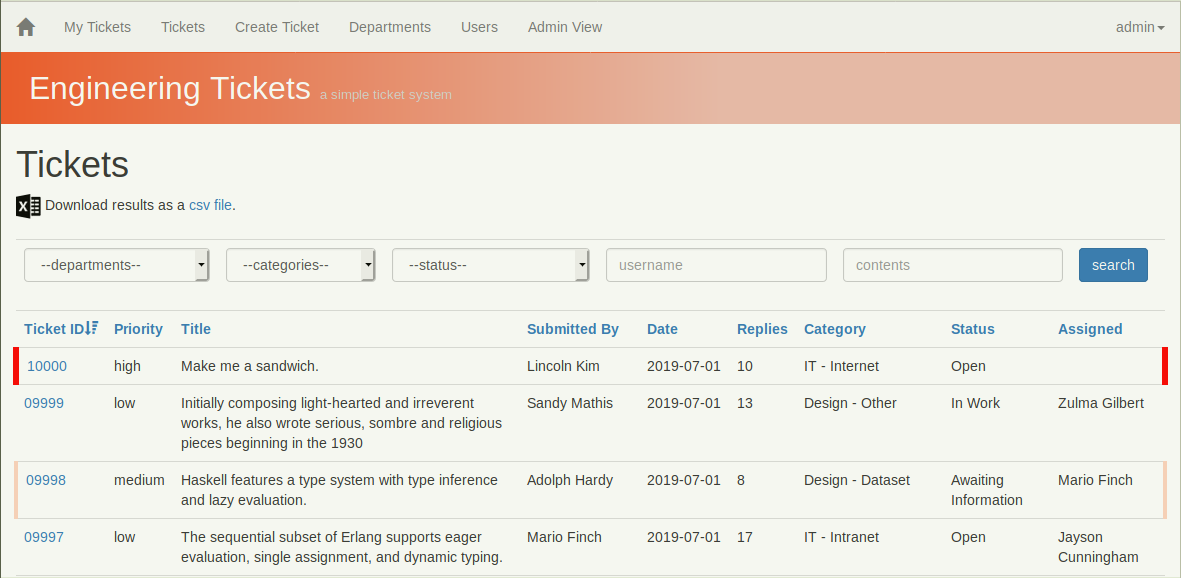 My Tickets Tickets Create Ticket Departments Users Admin View admin
Engineering Tickets a simple ticket system
Tickets
Download results as a csv file.
--departments-- --categories-- --status-- username contents search
Ticket ID Priority Title Submitted By Date Replies Category Status Assigned
10000 high Make me a sandwich. Lincoln Kim 2019-07-01 10 IT - Internet Open
09999 low Initially composing light-hearted and irreverent Sandy Mathis 2019-07-01 13 Design - Other In Work Zulma Gilbert
works, he also wrote serious, sombre and religious
pieces beginning in the 1930
09998 medium Haskell features a type system with type inference Adolph Hardy 2019-07-01 8 Design - Dataset Awaiting Mario Finch
and lazy evaluation. Information
09997 low The sequential subset of Erlang supports eager Mario Finch 2019-07-01 17 IT - Intranet Open Jayson
evaluation, single assignment, and dynamic typing. Cunningham